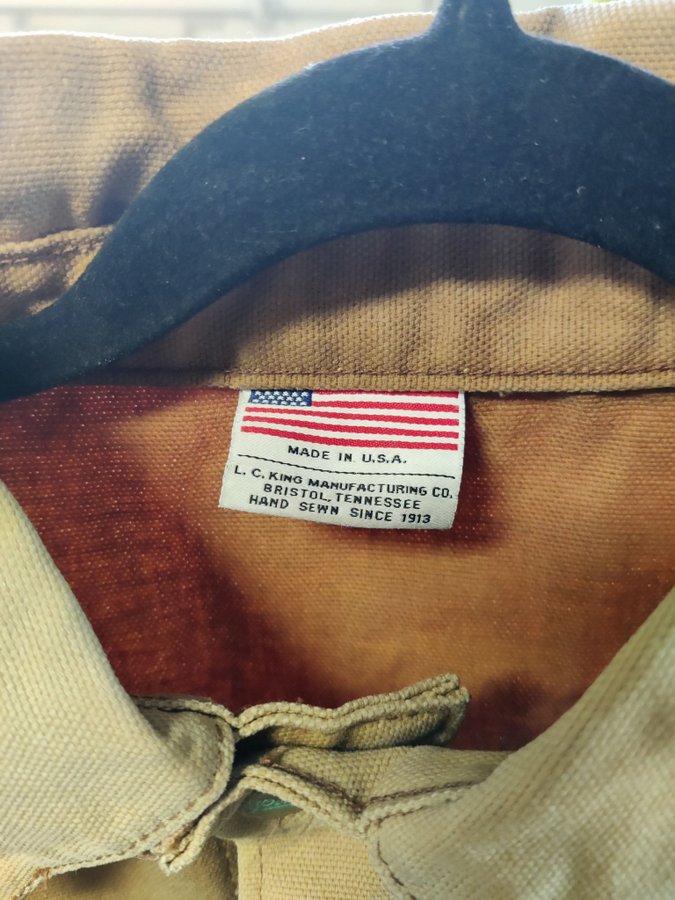 MADE IN U.S.A.
L. C. KING MANUFACTURING CO.
BRISTOL, TENNESSEE
HAND SEWN SINCE 1913